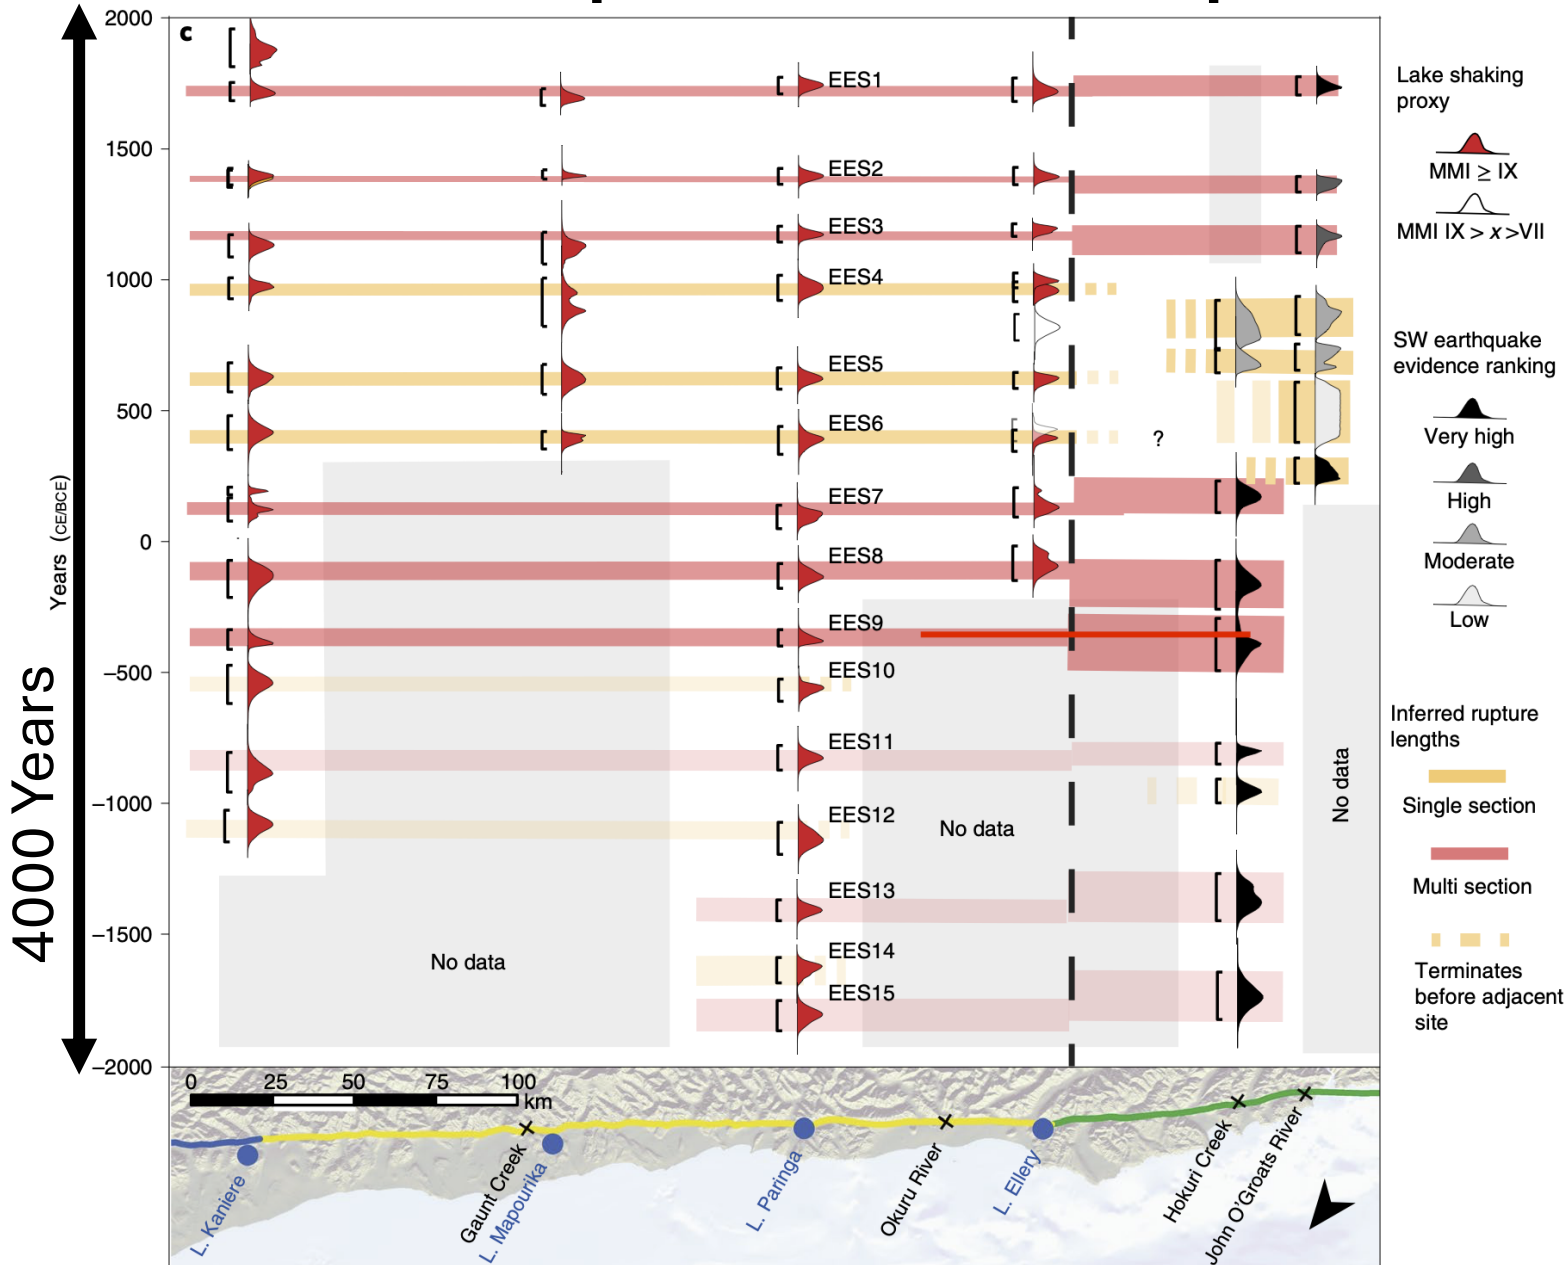 2000
c
1500
1000
500
0
−500
−1000
−1500
−2000
Years (CE/BCE)
4000 Years
EES1
EES2
EES3
EES4
EES5
EES6
?
EES7
EES8
EES9
EES10
EES11
EES12
No data
EES13
EES14
No data
EES15
No data
Lake shaking
proxy
MMI ≥ IX
MMI IX > x >VII
SW earthquake
evidence ranking
Very high
High
Moderate
Low
Inferred rupture
lengths
Single section
Multi section
Terminates
before adjacent
site
0 25 50 75 100
km
L. Kaniere
Gaunt Creek
L. Mapourika
L. Paringa
Okuru River
L. Ellery
Hokuri Creek
John O'Groats River